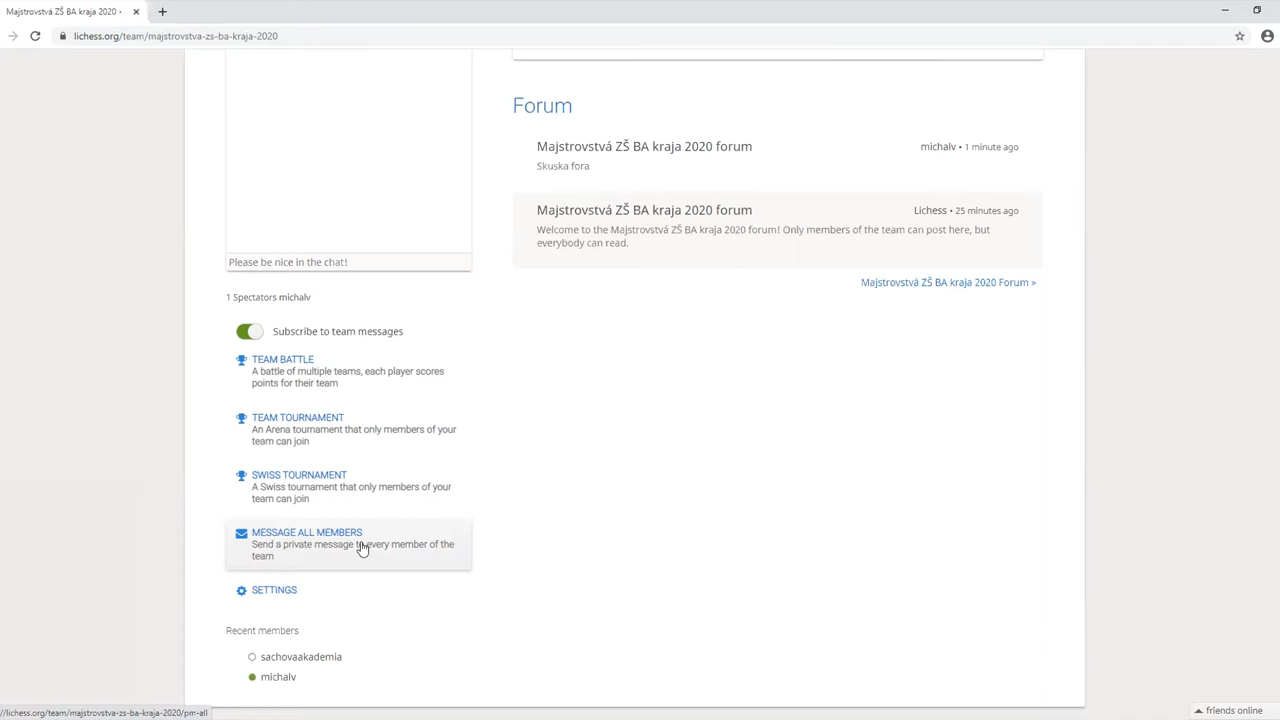 Majstrovstvá ZŠ BA kraja 2020 •
lichess.org/team/majstrovstva-zs-ba-kraja-2020
Please be nice in the chat!
1 Spectators michalv
Subscribe to team messages
TEAM BATTLE
A battle of multiple teams, each player scores
points for their team
TEAM TOURNAMENT
An Arena tournament that only members of your
team can join
SWISS TOURNAMENT
A Swiss tournament that only members of your
team can join
MESSAGE ALL MEMBERS
Send a private message to every member of the
team
SETTINGS
Recent members
sachovaakademia
michalv
Forum
Majstrovstvá ZŠ BA kraja 2020 forum
michalv • 1 minute ago
Skuska fora
Majstrovstvá ZŠ BA kraja 2020 forum
Lichess • 25 minutes ago
Welcome to the Majstrovstvá ZŠ BA kraja 2020 forum! Only members of the team can post here, but
everybody can read.
Majstrovstvá ZŠ BA kraja 2020 Forum »
//lichess.org/team/majstrovstva-zs-ba-kraja-2020/pm-all
friends online